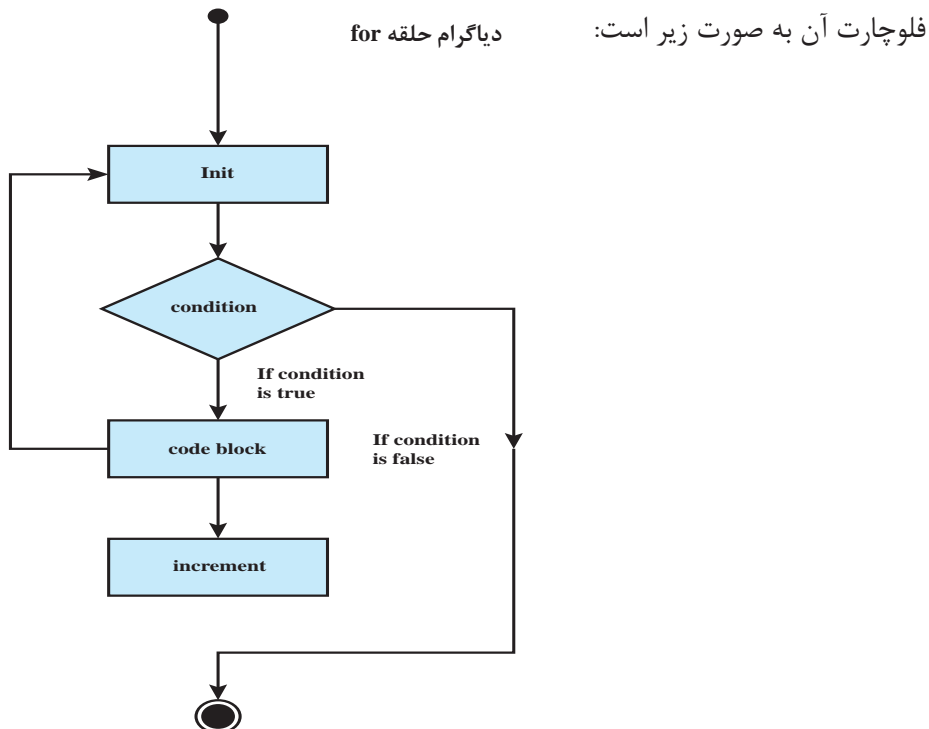 فلوچارت آن به صورت زیر است:
دیاگرام حلقه for
Init
condition
If condition
is true
If condition
is false
code block
increment